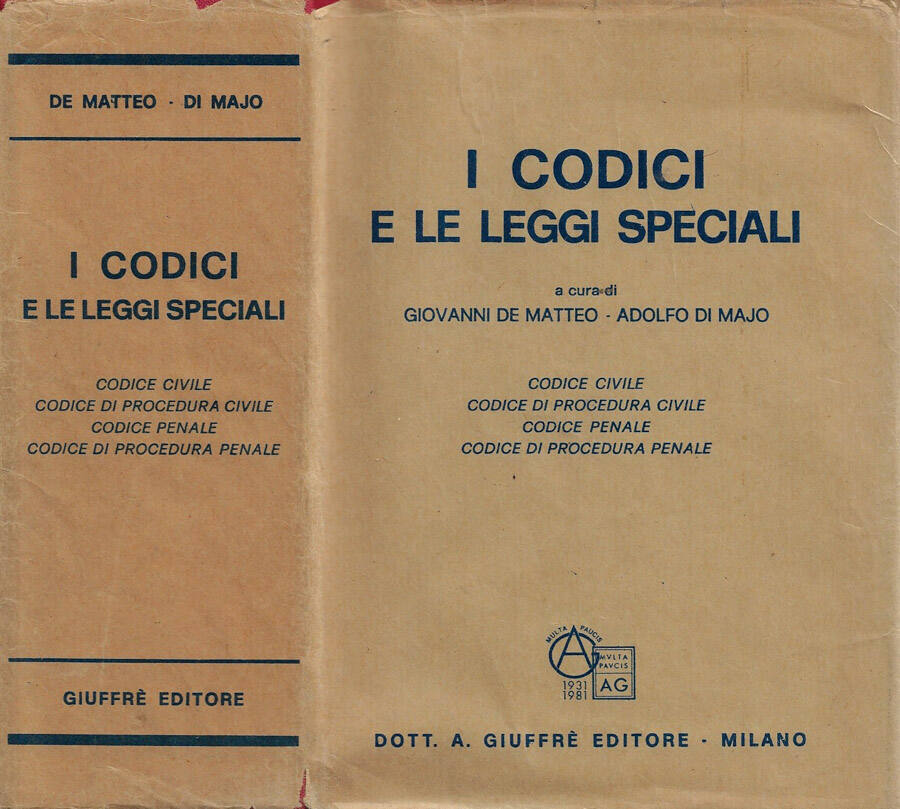 DE MATTEO - DI MAJO
I CODICI
E LE LEGGI SPECIALI
CODICE CIVILE
CODICE DI PROCEDURA CIVILE
CODICE PENALE
CODICE DI PROCEDURA PENALE
GIUFFRÈ EDITORE
I CODICI
E LE LEGGI SPECIALI
a cura di
GIOVANNI DE MATTEO - ADOLFO DI MAJO
CODICE CIVILE
CODICE DI PROCEDURA CIVILE
CODICE PENALE
CODICE DI PROCEDURA PENALE
MULTA PAUCIS
AG
1931
1981
MVLTA
PAVCIS
AG
DOTT. A. GIUFFRÈ EDITORE - MILANO